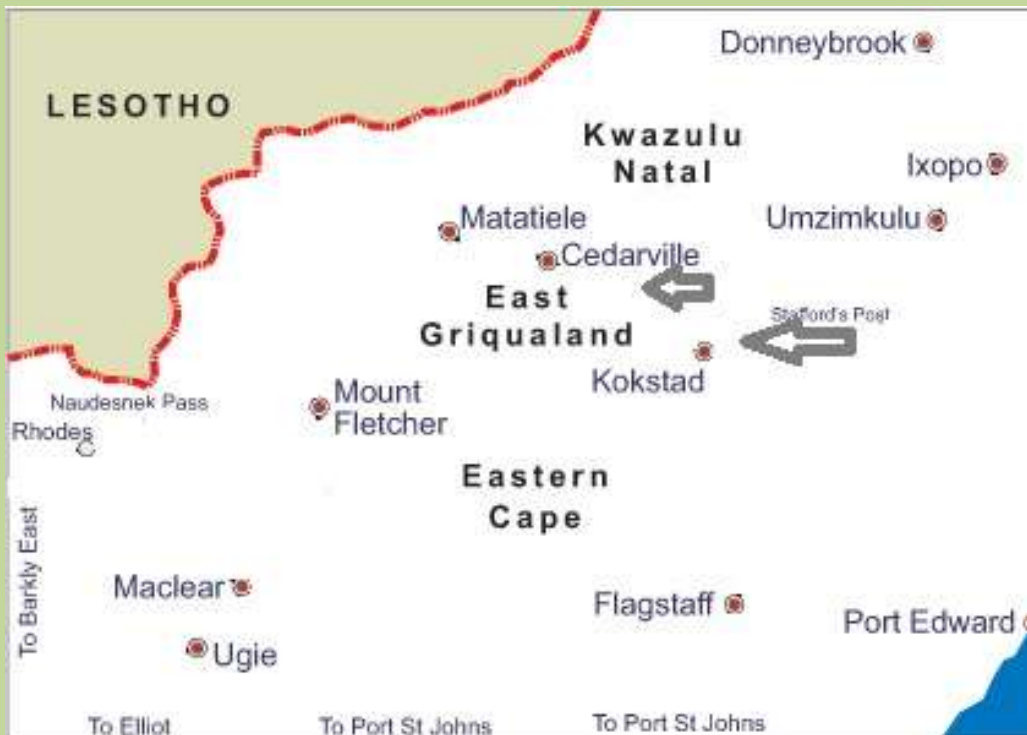 Donneybrook
LESOTHO
Kwazulu
Natal
Ixopo
Matatiele
Umzimkulu
Cedarville
East
Griqualand
Stafford's Post
Kokstad
Mount
Fletcher
Naudesnek Pass
Rhodes
Eastern
Cape
To Barkly East
Maclear
Flagstaff
Port Edward
Ugie
To Elliot
To Port St Johns
To Port St Johns